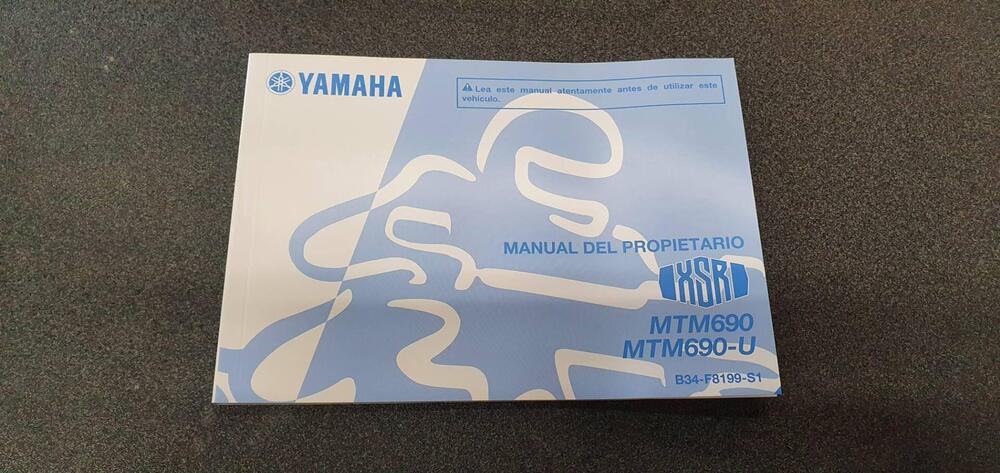 YAMAHA
⚠ Lea este manual atentamente antes de utilizar este
vehículo.
MANUAL DEL PROPIETARIO
XSR
MTM690
MTM690-U
B34-F8199-S1